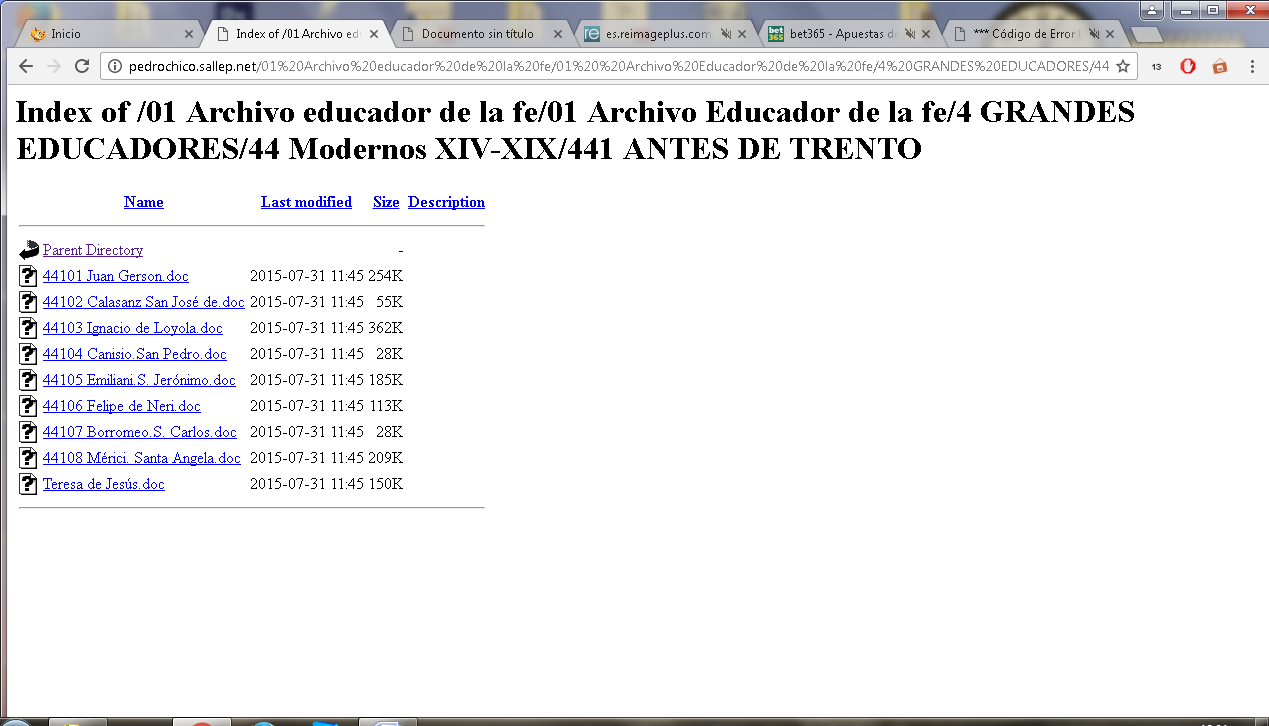 Inicio
Index of /01 Archivo ed
Documento sin título
es.reimageplus.com
bet365 - Apuestas de
*** Código de Error
pedrochico.sallep.net/01%20Archivo%20educador%20de%20la%20fe/01%20%20Archivo%20Educador%20de%20la%20fe/4%20GRANDES%20EDUCADORES/44
13
Index of /01 Archivo educador de la fe/01 Archivo Educador de la fe/4 GRANDES
EDUCADORES/44 Modernos XIV-XIX/441 ANTES DE TRENTO
Name Last modified Size Description
Parent Directory -
44101 Juan Gerson.doc 2015-07-31 11:45 254K
44102 Calasanz San José de.doc 2015-07-31 11:45 55K
44103 Ignacio de Loyola.doc 2015-07-31 11:45 362K
44104 Canisio.San Pedro.doc 2015-07-31 11:45 28K
44105 Emiliani.S. Jerónimo.doc 2015-07-31 11:45 185K
44106 Felipe de Neri.doc 2015-07-31 11:45 113K
44107 Borromeo.S. Carlos.doc 2015-07-31 11:45 28K
44108 Mérici. Santa Angela.doc 2015-07-31 11:45 209K
Teresa de Jesús.doc 2015-07-31 11:45 150K